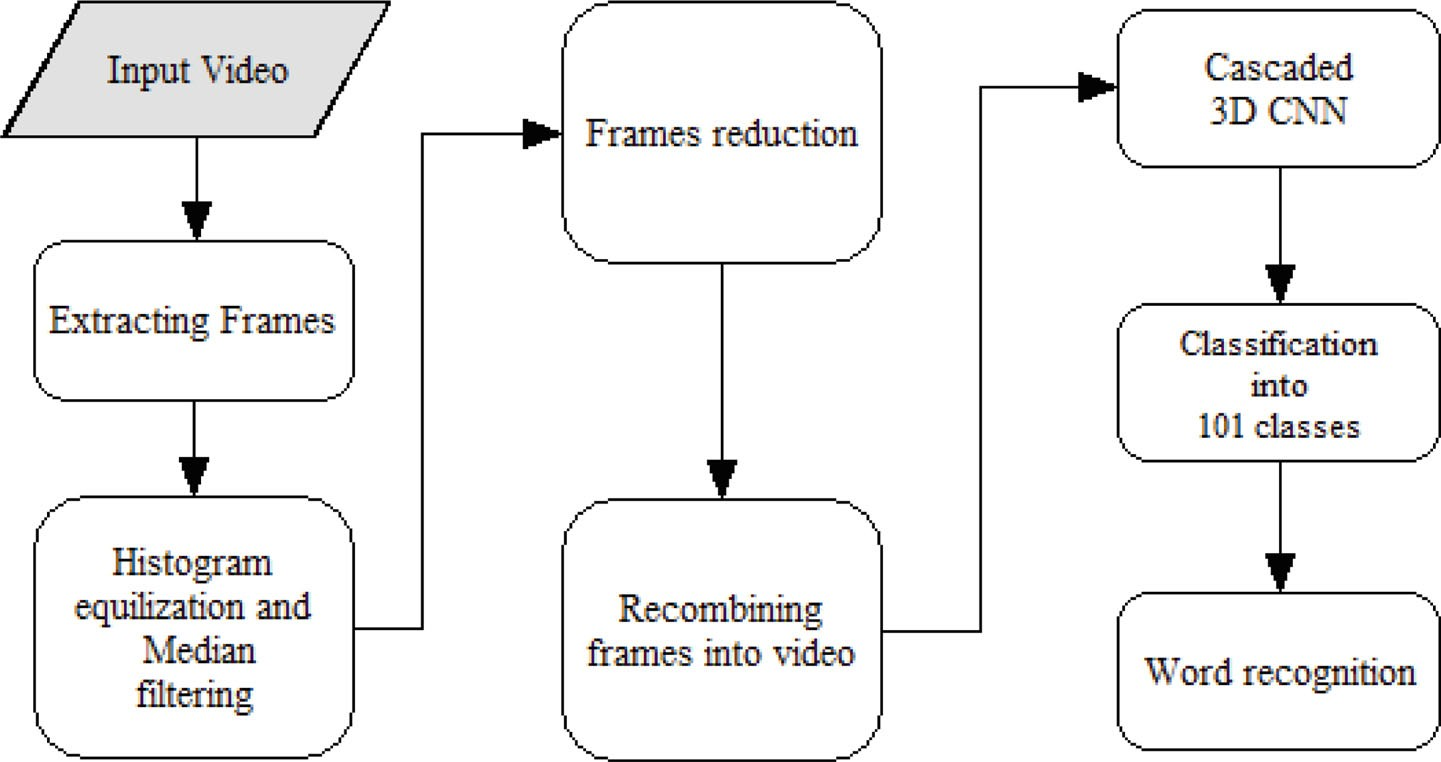 Input Video
Extracting Frames
Histogram
equilization and
Median
filtering
Frames reduction
Recombining
frames into video
Cascaded
3D CNN
Classification
into
101 classes
Word recognition